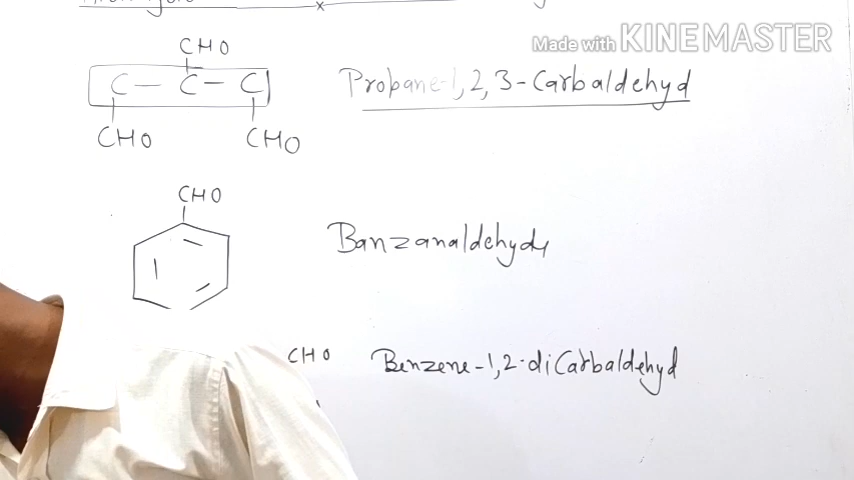 Made with KINEMASTER
CHO
C — C — C
Probane-1,2,3-Carbaldehyd
CHO CHO
CHO
Banzanaldehyde
CHO Benzene-1,2-diCarbaldehyd